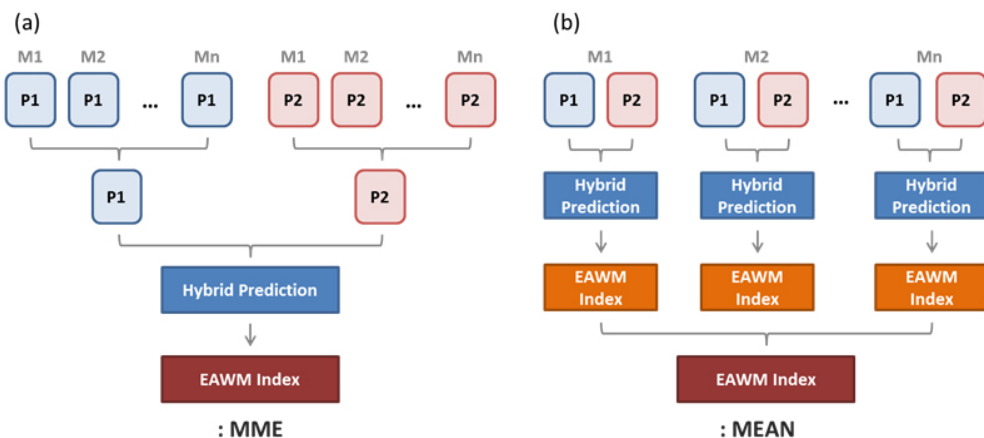 (a)
M1 M2 Mn M1 M2 Mn
P1 P1 ... P1 P2 P2 ... P2
P1 P2
Hybrid Prediction
EAWM Index
: MME
(b)
M1 M2 Mn
P1 P2 P1 P2 ... P1 P2
Hybrid Hybrid Hybrid
Prediction Prediction Prediction
EAWM EAWM EAWM
Index Index Index
EAWM Index
: MEAN